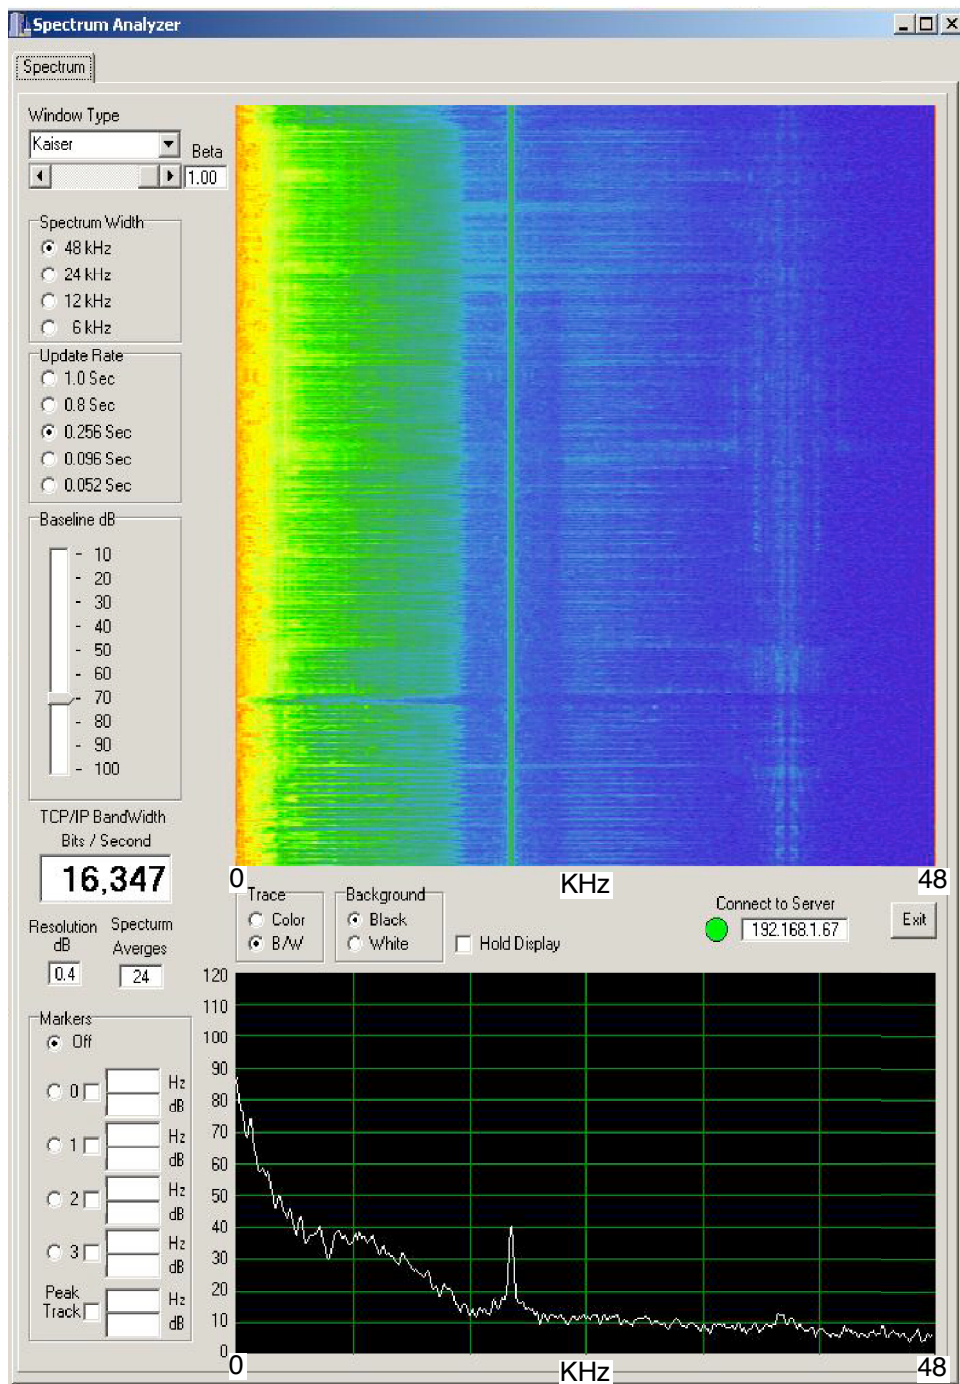 Spectrum Analyzer
Spectrum
Window Type
Kaiser
Beta
1.00
Spectrum Width
48 kHz
24 kHz
12 kHz
6 kHz
Update Rate
1.0 Sec
0.8 Sec
0.256 Sec
0.096 Sec
0.052 Sec
Baseline dB
- 10
- 20
- 30
- 40
- 50
- 60
- 70
- 80
- 90
- 100
TCP/IP BandWidth
Bits / Second
16,347
Resolution
dB
0.4
Specturm
Averges
24
Markers
Off
0
Hz
dB
1
Hz
dB
2
Hz
dB
3
Hz
dB
Peak
Track
Hz
dB
0
KHz
48
Trace
Color
B/W
Background
Black
White
Hold Display
Connect to Server
192.168.1.67
Exit
120
110
100
90
80
70
60
50
40
30
20
10
0
0
KHz
48